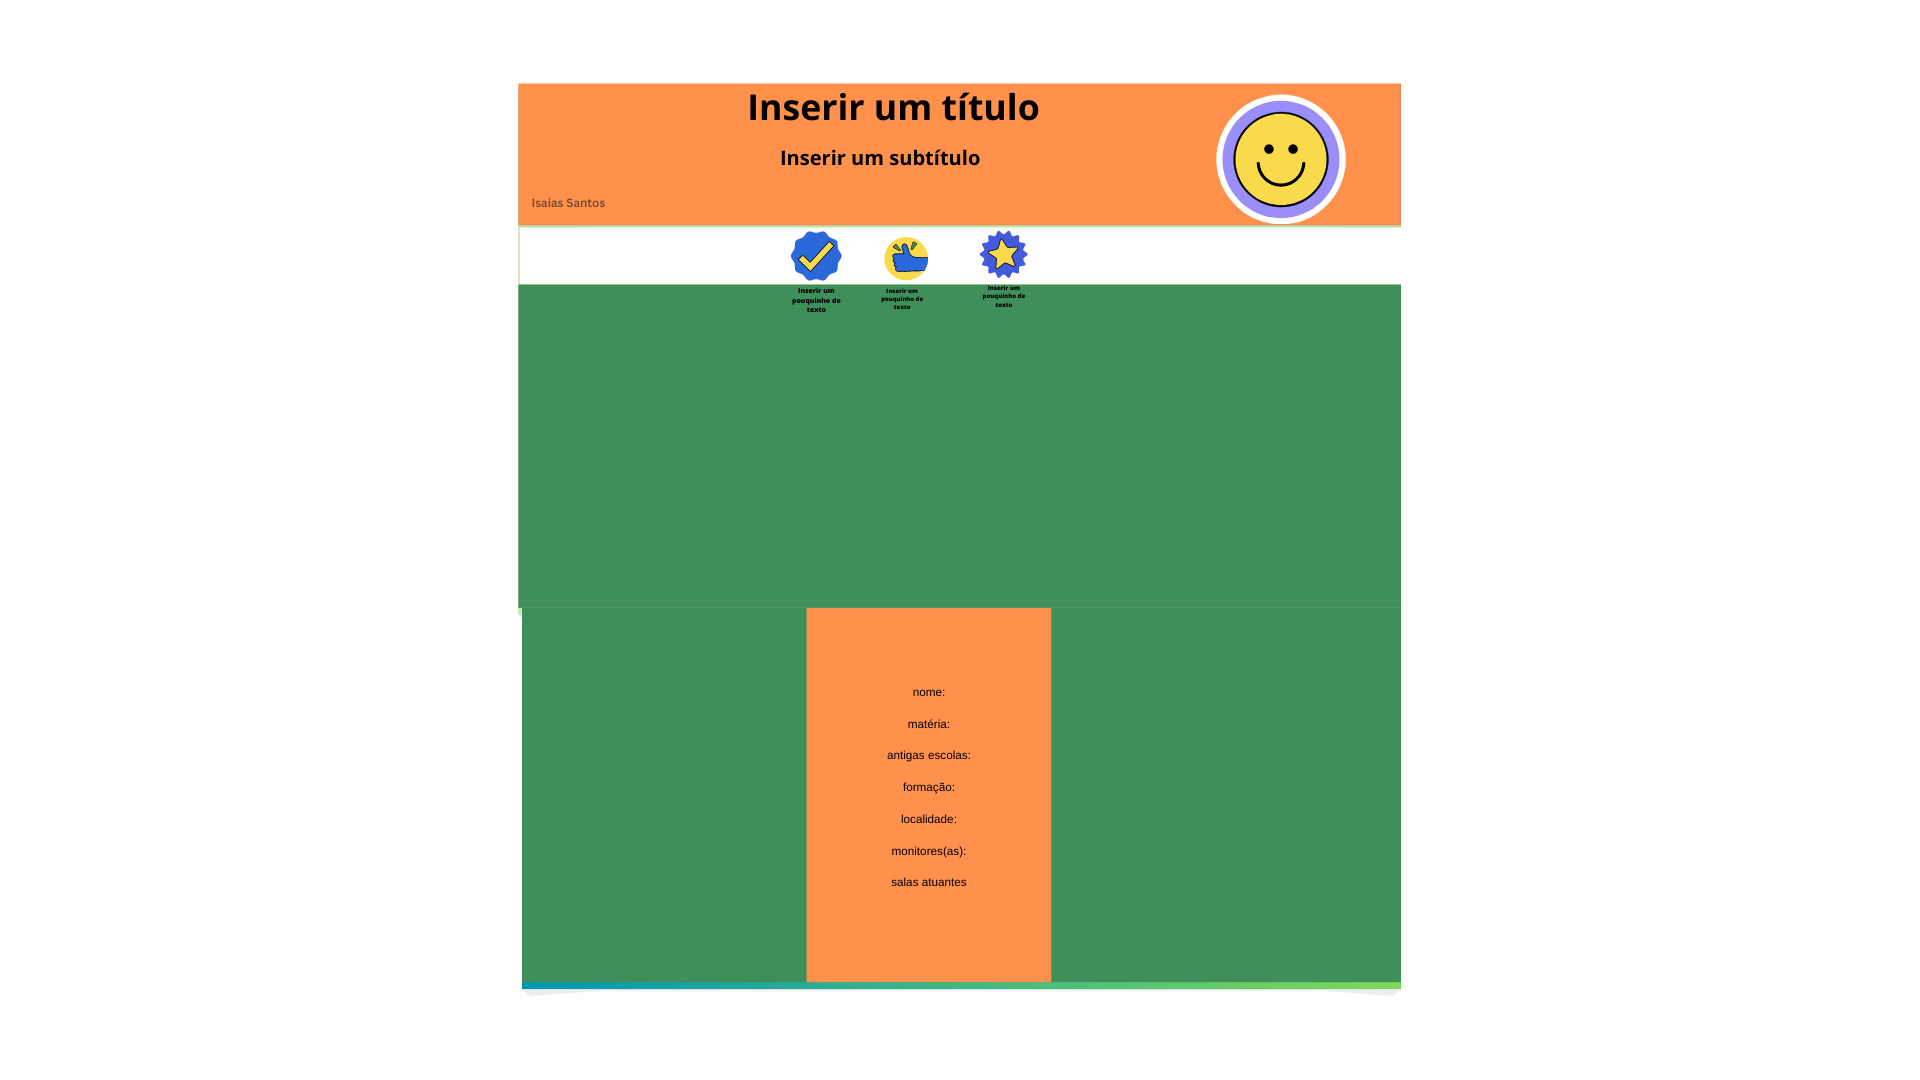 Inserir um título
Inserir um subtítulo
Isaias Santos
Inserir um
pouquinho de
texto
Inserir um
pouquinho de
texto
Inserir um
pouquinho de
texto
nome:
matéria:
antigas escolas:
formação:
localidade:
monitores(as):
salas atuantes